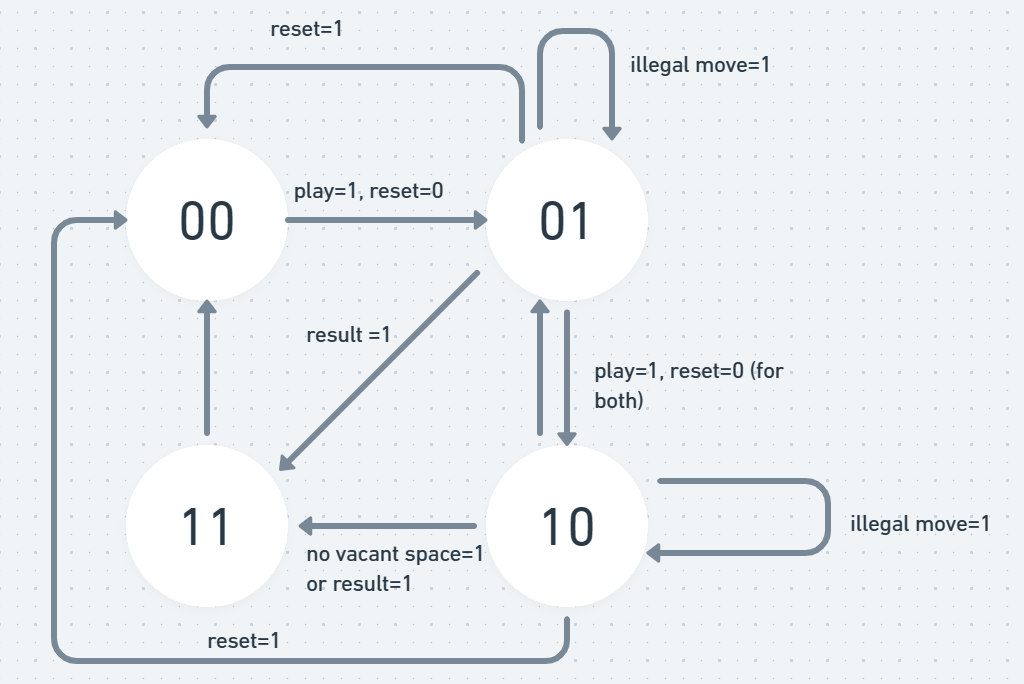 reset=1
illegal move=1
play=1, reset=0
00
01
result =1
play=1, reset=0 (for
both)
11
10
illegal move=1
no vacant space=1
or result=1
reset=1